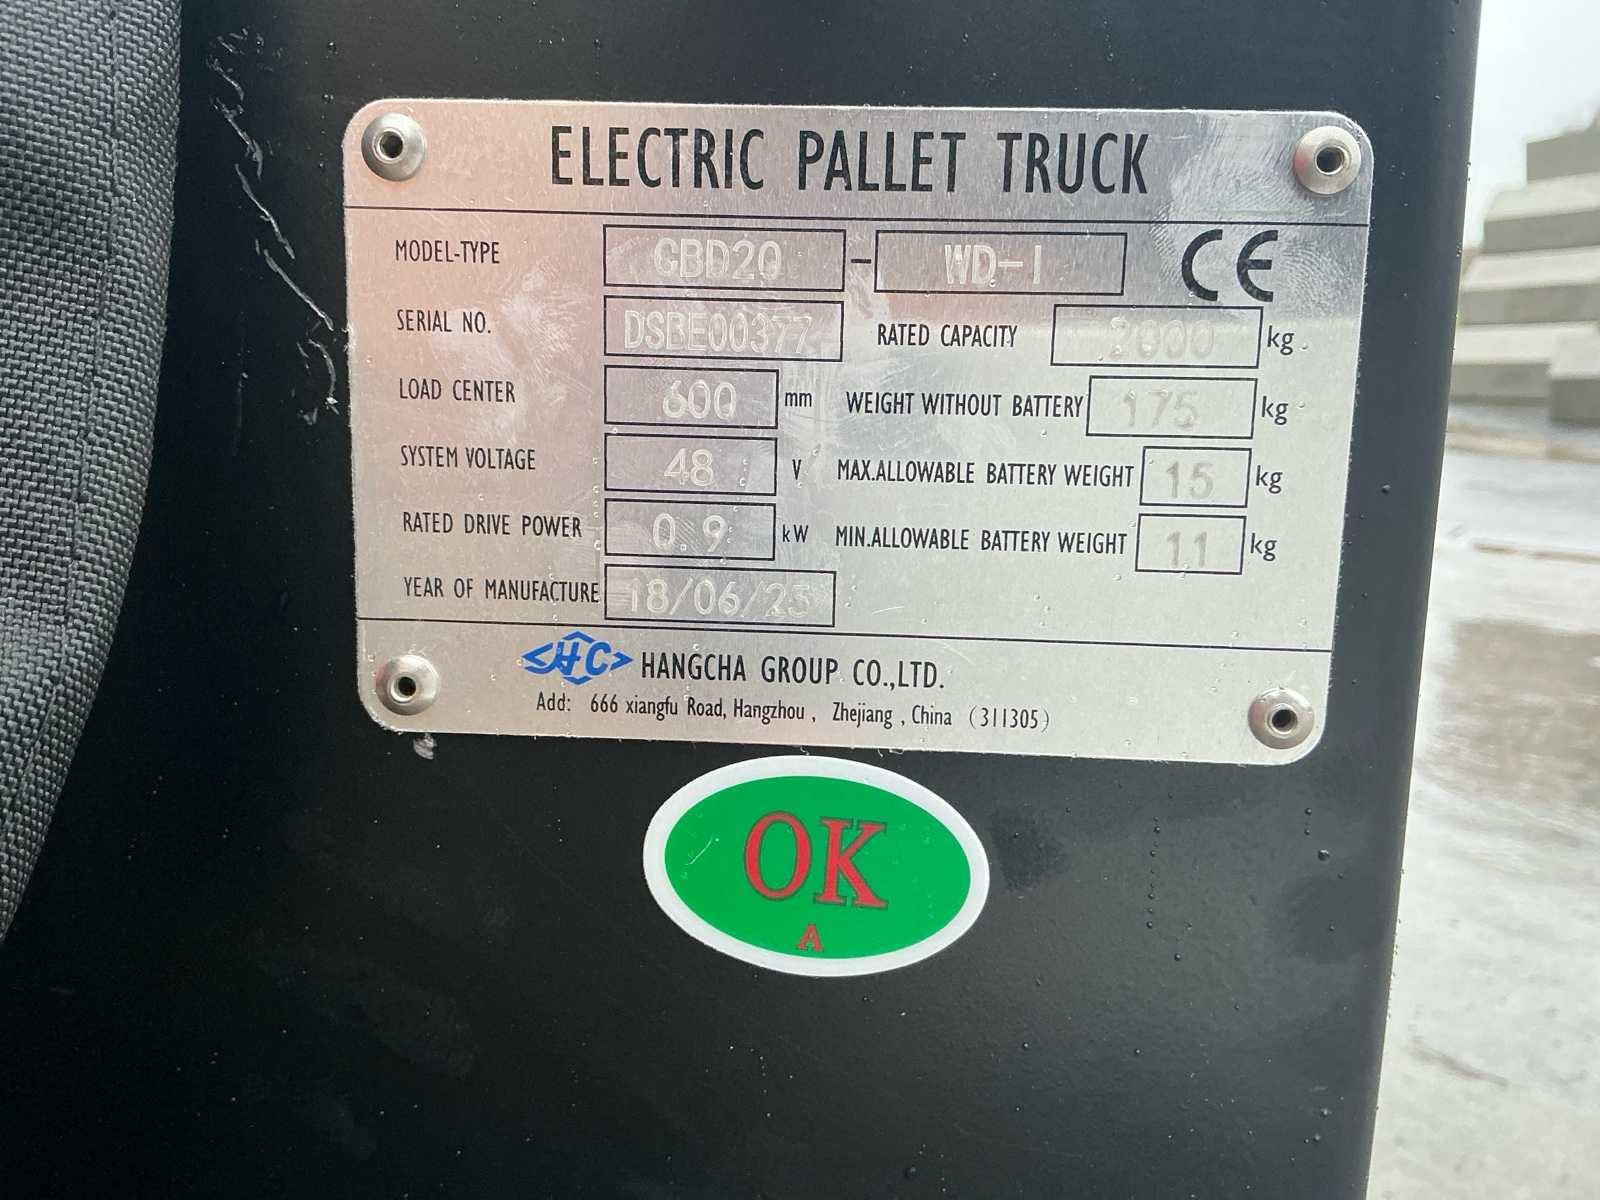 ELECTRIC PALLET TRUCK
MODEL-TYPE CBD20 - WD-I CE
SERIAL NO. DSBE00377 RATED CAPACITY 2000 kg
LOAD CENTER 600 mm WEIGHT WITHOUT BATTERY 175 kg
SYSTEM VOLTAGE 48 V MAX.ALLOWABLE BATTERY WEIGHT 15 kg
RATED DRIVE POWER 0.9 kW MIN.ALLOWABLE BATTERY WEIGHT 11 kg
YEAR OF MANUFACTURE 18/06/23
HC HANGCHA GROUP CO.,LTD.
Add: 666 xiangfu Road, Hangzhou , Zhejiang , China (311305)
OK
A